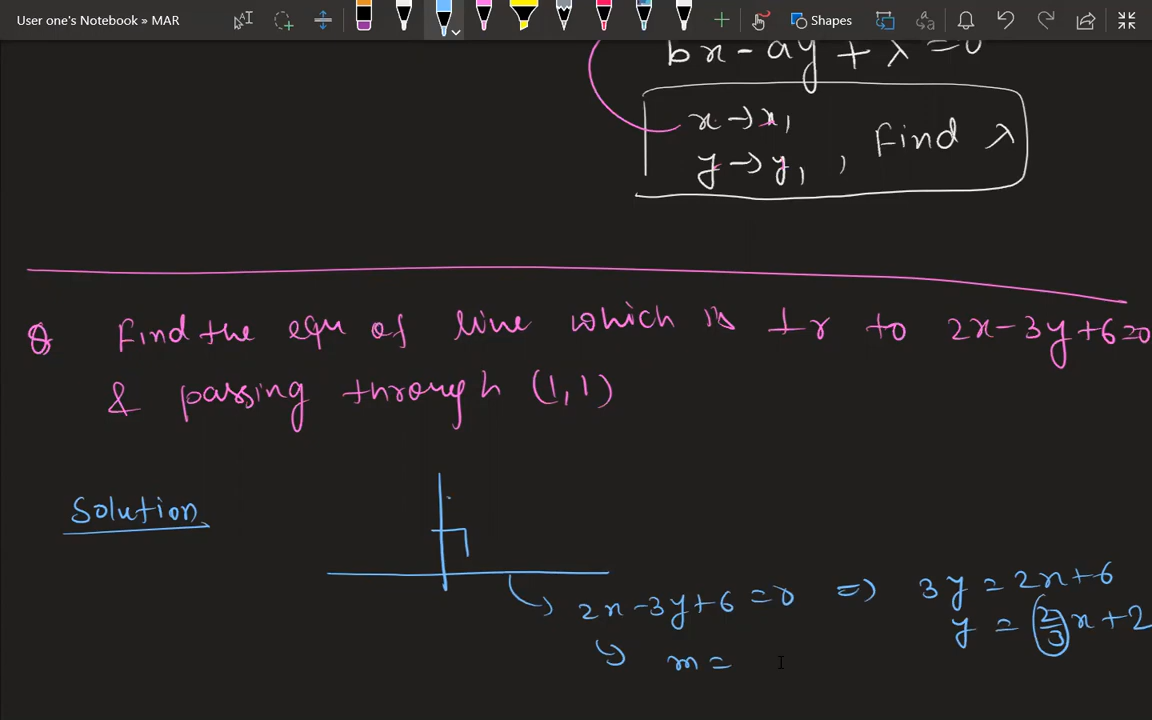 User one's Notebook » MAR
Shapes
bx - ay + λ = 0
x → x₁
y → y₁ , Find λ
Q Find the equ of line which is ⊥r to 2x - 3y + 6 = 0
& passing through (1,1)
Solution
2x - 3y + 6 = 0 ⇒ 3y = 2x + 6
y = (2/3)x + 2
m =